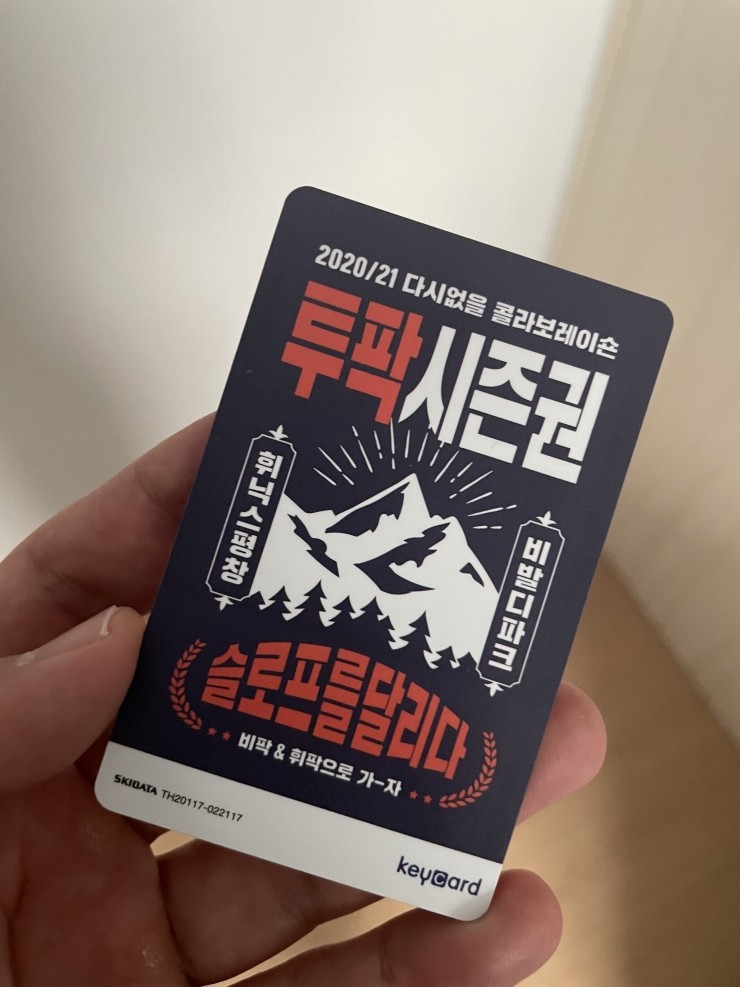 2020/21 다시없을 콜라보레이숀
투팍시즌권
휘닉스평창
비발디파크
슬로프를달리다
비팍 & 휘팍으로 가-자
SKIDATA TH20117-022117
keycard